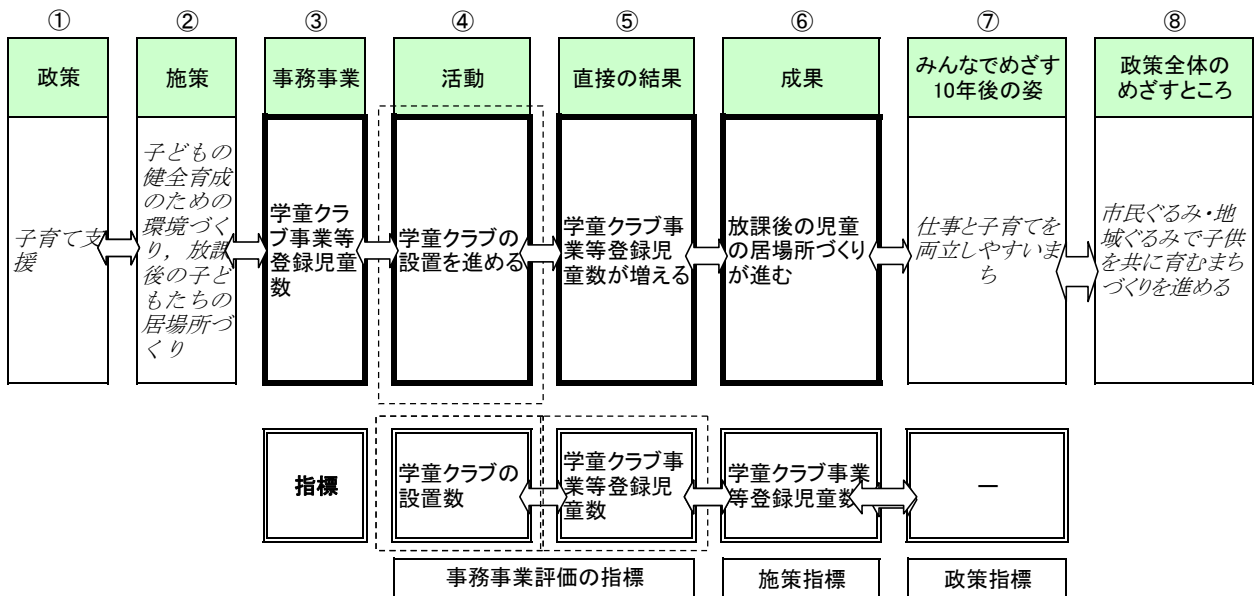 ①
②
③
④
⑤
⑥
⑦
⑧
政策
施策
事務事業
活動
直接の結果
成果
みんなでめざす
10年後の姿
政策全体の
めざすところ
子育て支
援
子どもの
健全育成
のための
環境づく
り，放課
後の子ど
もたちの
居場所づ
くり
学童クラ
ブ事業等
登録児童
数
学童クラブの
設置を進める
学童クラブ事
業等登録児
童数が増える
放課後の児童
の居場所づくり
が進む
仕事と子育てを
両立しやすいま
ち
市民ぐるみ・地
域ぐるみで子供
を共に育むまち
づくりを進める
指標
学童クラブの
設置数
学童クラブ事
業等登録児
童数
学童クラブ事業
等登録児童数
－
事務事業評価の指標
施策指標
政策指標